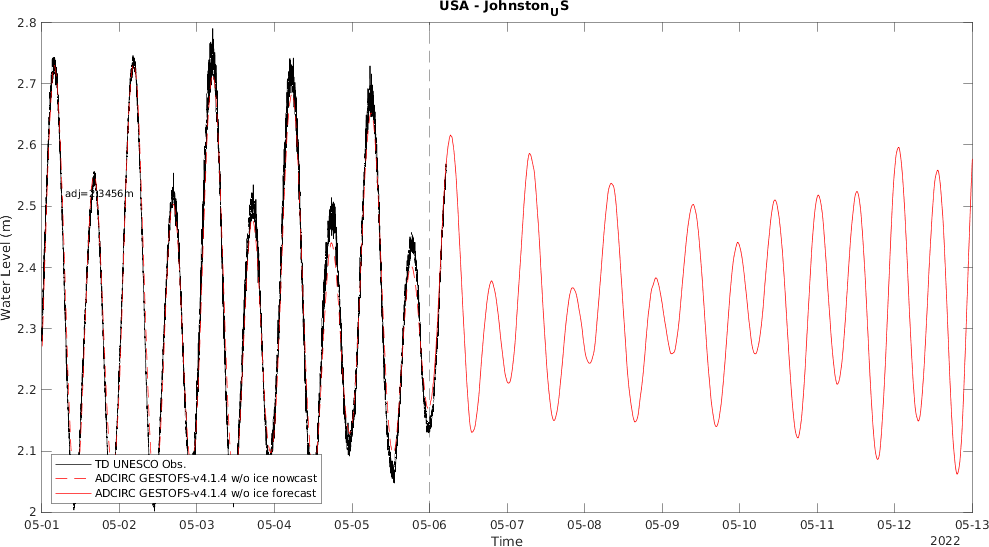 USA - Johnston_US
2.8
2.7
2.6
2.5
2.4
2.3
2.2
2.1
2
Water Level (m)
adj=2.3456m
TD UNESCO Obs.
ADCIRC GESTOFS-v4.1.4 w/o ice nowcast
ADCIRC GESTOFS-v4.1.4 w/o ice forecast
05-01 05-02 05-03 05-04 05-05 05-06 05-07 05-08 05-09 05-10 05-11 05-12 05-13
Time
2022